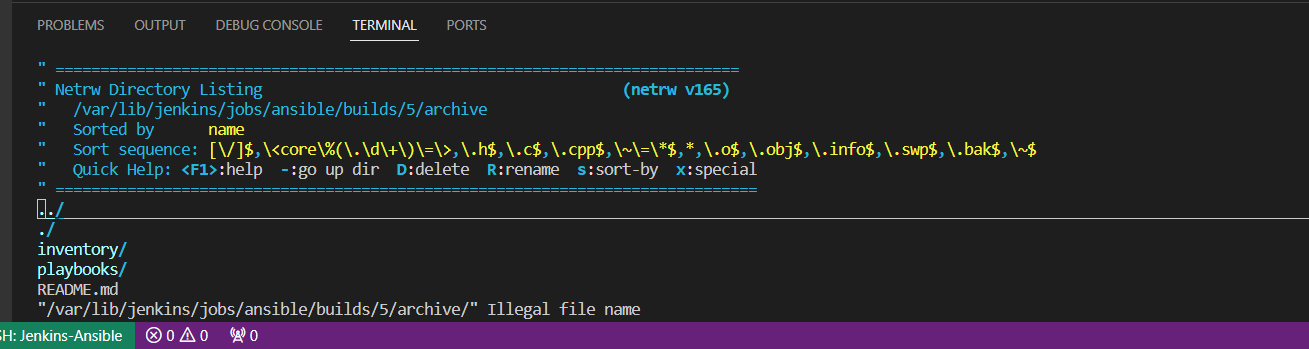 PROBLEMS OUTPUT DEBUG CONSOLE TERMINAL PORTS
" ============================================================================
" Netrw Directory Listing (netrw v165)
" /var/lib/jenkins/jobs/ansible/builds/5/archive
" Sorted by name
" Sort sequence: [\/]$,\<core\%(\.\d\+\)\=\>,\.h$,\.c$,\.cpp$,\~\=\*$,*,\.o$,\.obj$,\.info$,\.swp$,\.bak$,\~$
" Quick Help: <F1>:help -:go up dir D:delete R:rename s:sort-by x:special
" ==============================================================================
../
./
inventory/
playbooks/
README.md
"/var/lib/jenkins/jobs/ansible/builds/5/archive/" Illegal file name
SH: Jenkins-Ansible 0 0 0